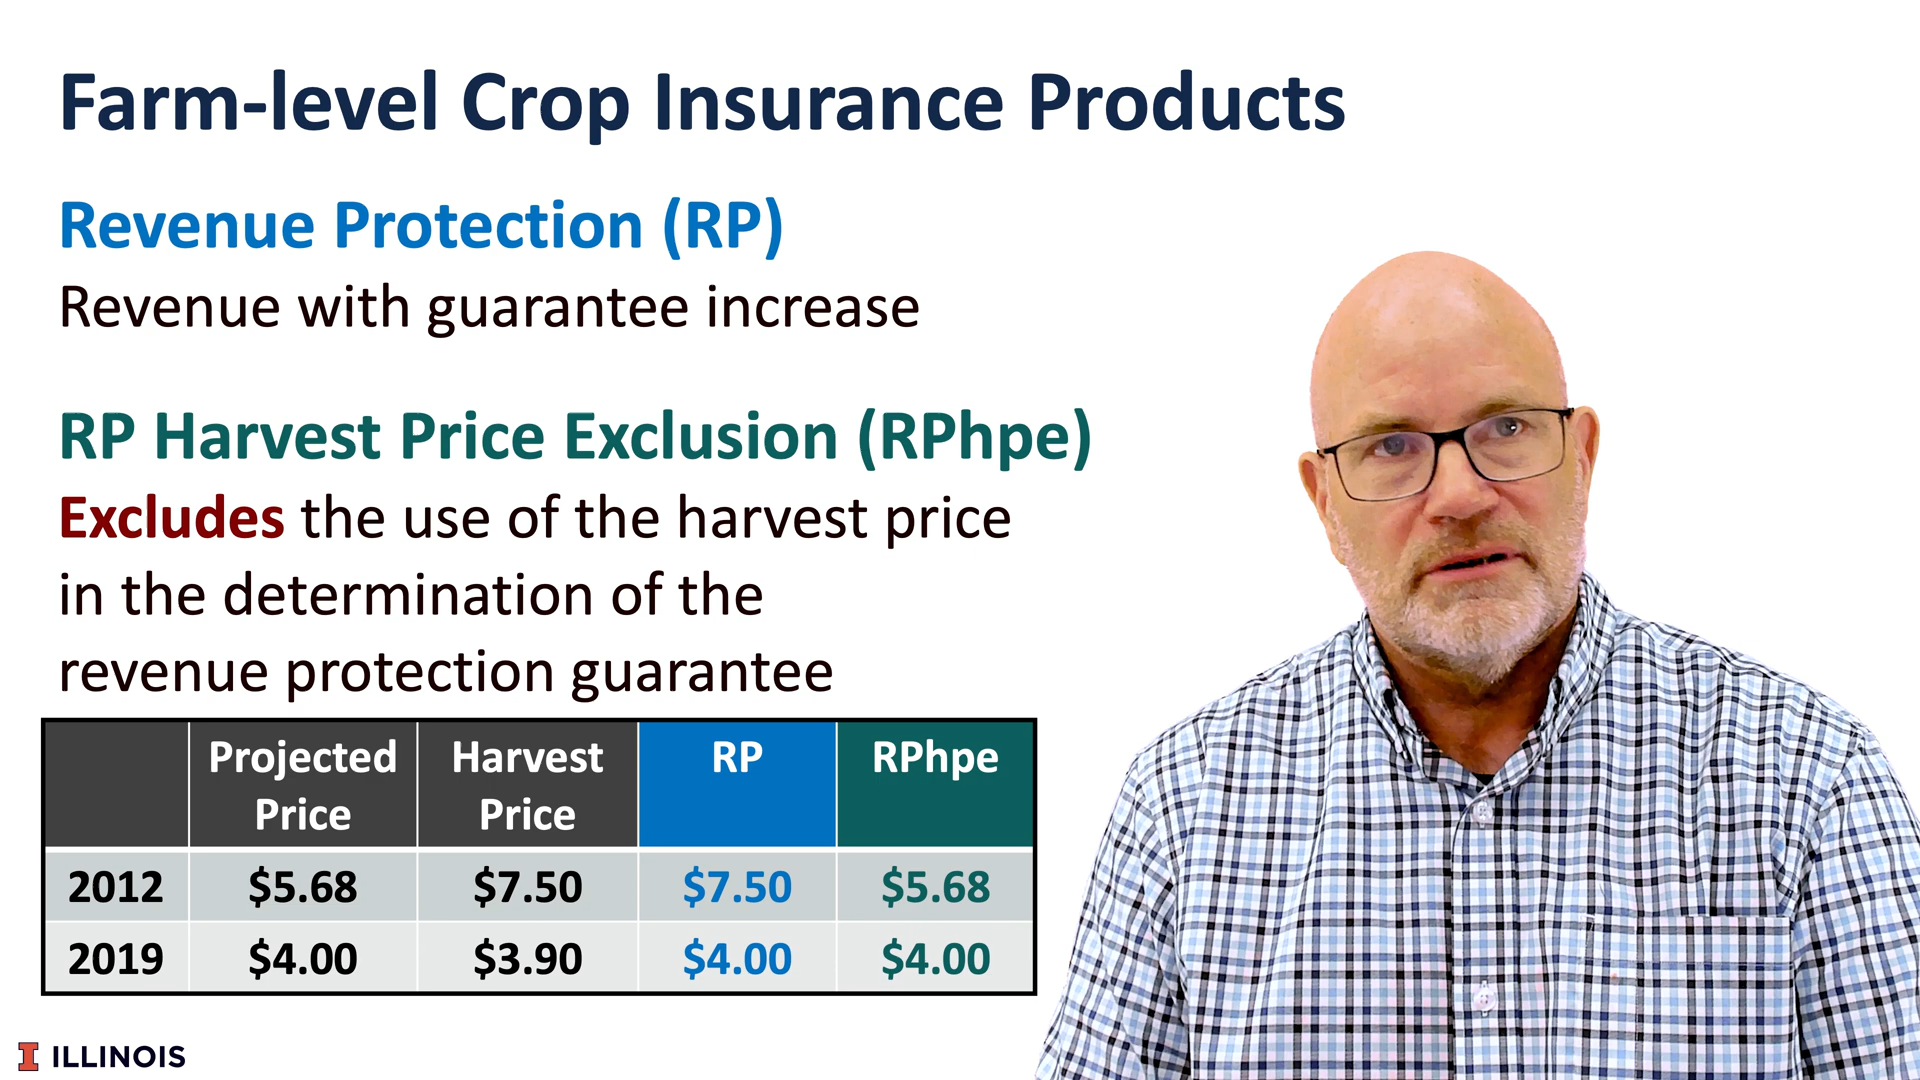 Farm-level Crop Insurance Products
Revenue Protection (RP)
Revenue with guarantee increase
RP Harvest Price Exclusion (RPhpe)
Excludes the use of the harvest price
in the determination of the
revenue protection guarantee
Projected Price Harvest Price RP RPhpe
2012 $5.68 $7.50 $7.50 $5.68
2019 $4.00 $3.90 $4.00 $4.00
I ILLINOIS